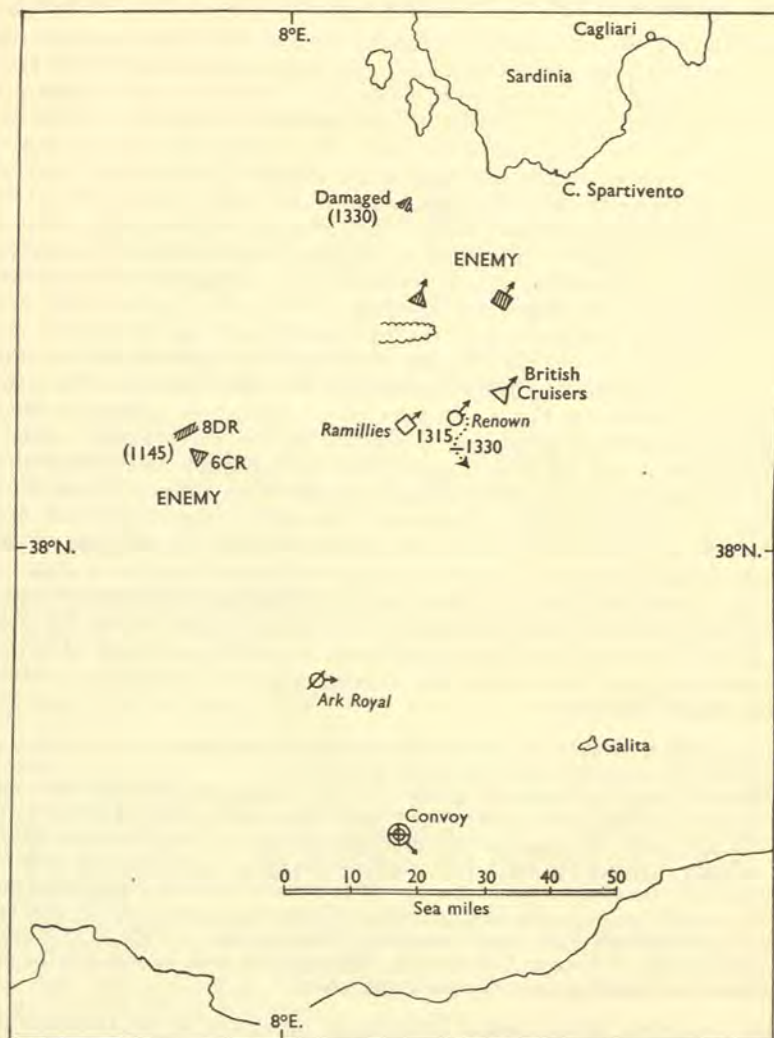 8°E.
Cagliari
Sardinia
C. Spartivento
Damaged
(1330)
ENEMY
British
Cruisers
Ramillies
1315
Renown
1330
8DR
(1145)
6CR
ENEMY
38°N.
38°N.
Ark Royal
Galita
Convoy
0 10 20 30 40 50
Sea miles
8°E.